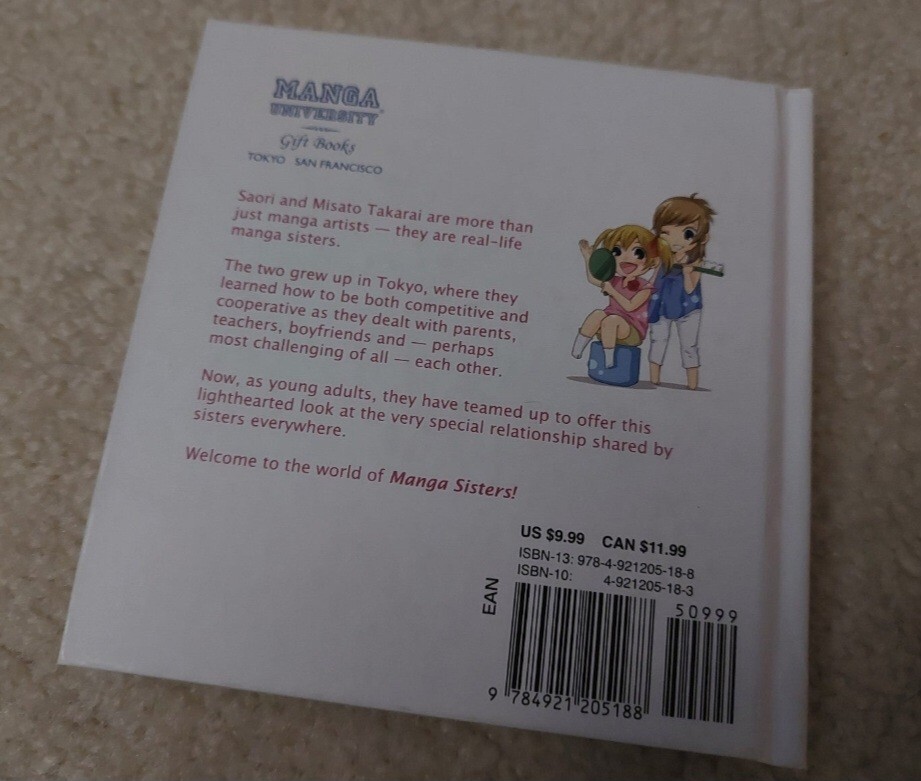 MANGA
UNIVERSITY
Gift Books
TOKYO SAN FRANCISCO
Saori and Misato Takarai are more than
just manga artists — they are real-life
manga sisters.
The two grew up in Tokyo, where they
learned how to be both competitive and
cooperative as they dealt with parents,
teachers, boyfriends and — perhaps
most challenging of all — each other.
Now, as young adults, they have teamed up to offer this
lighthearted look at the very special relationship shared by
sisters everywhere.
Welcome to the world of Manga Sisters!
US $9.99 CAN $11.99
ISBN-13: 978-4-921205-18-8
ISBN-10: 4-921205-18-3
EAN
50999
9 784921 205188